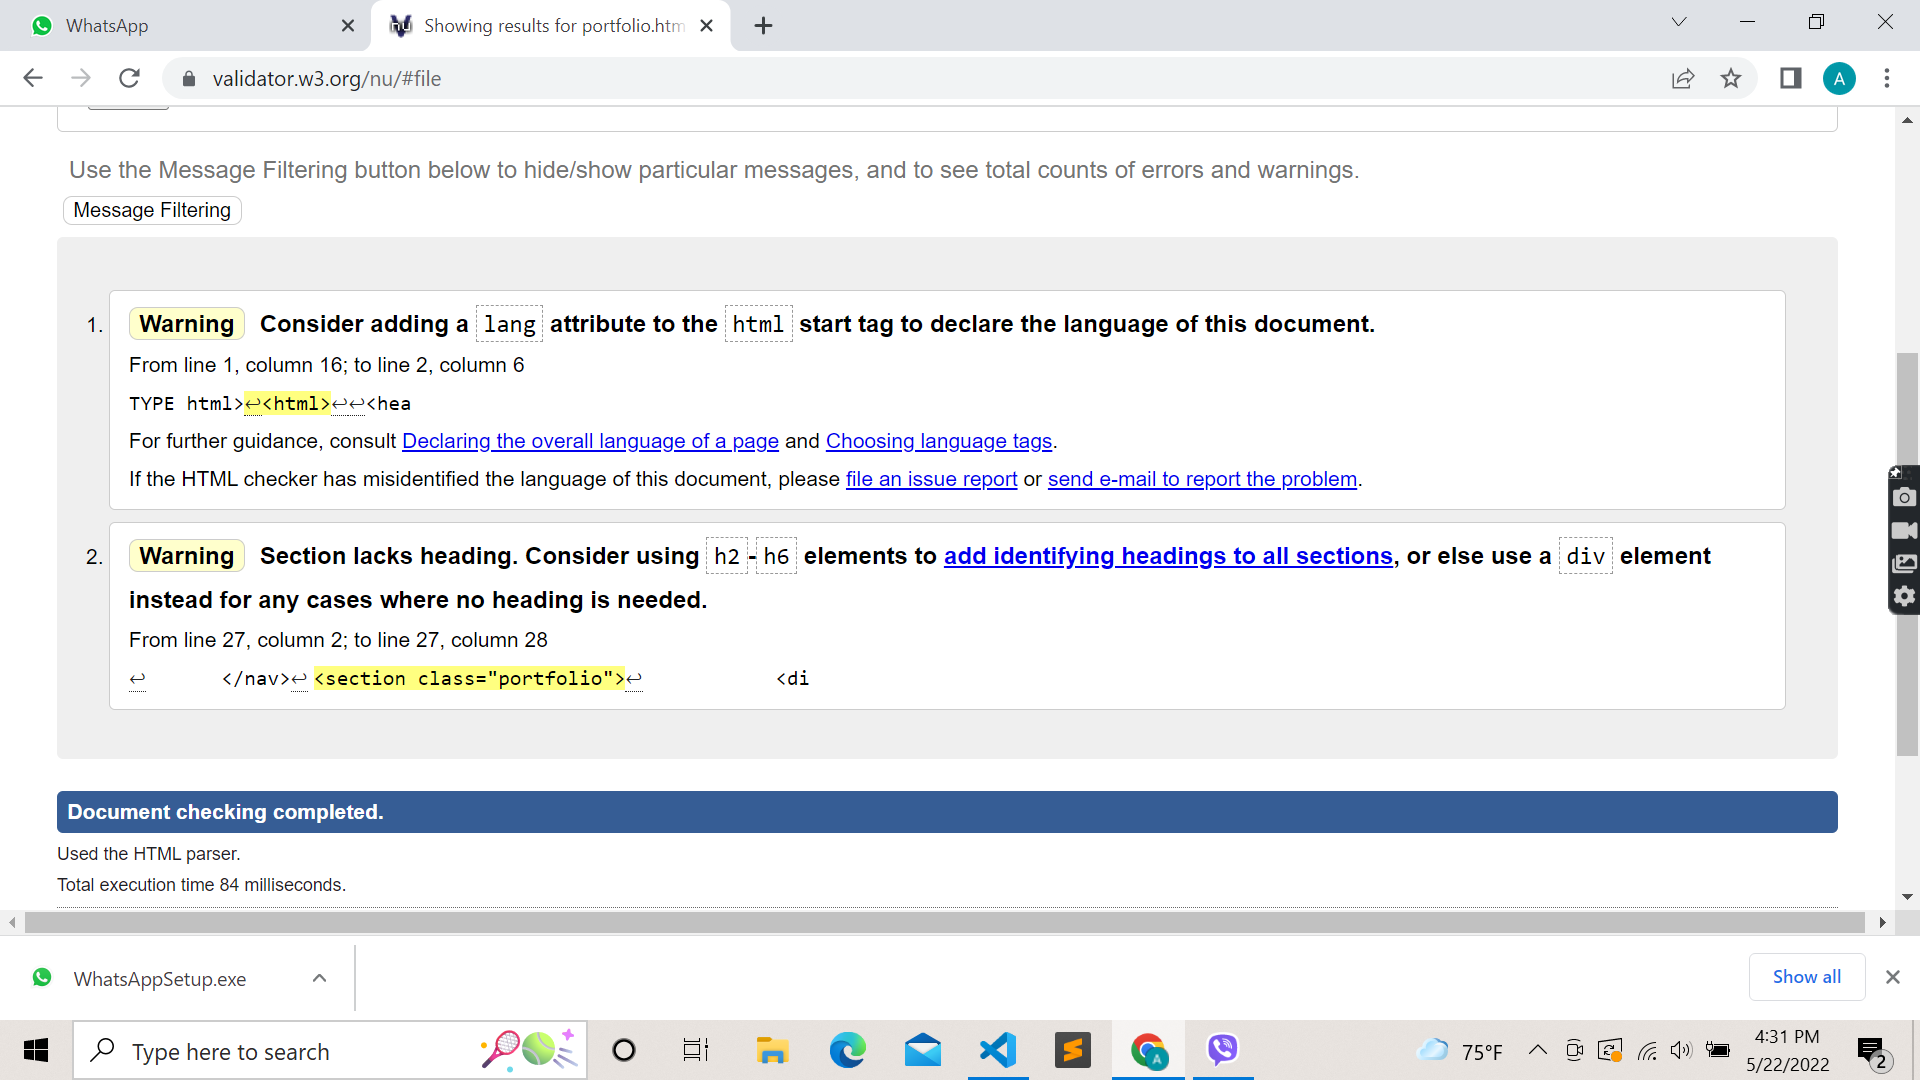 WhatsApp
Showing results for portfolio.htm
validator.w3.org/nu/#file
A
Use the Message Filtering button below to hide/show particular messages, and to see total counts of errors and warnings.
Message Filtering
1. Warning Consider adding a lang attribute to the html start tag to declare the language of this document.
From line 1, column 16; to line 2, column 6
TYPE html>↩<html>↩↩<hea
For further guidance, consult Declaring the overall language of a page and Choosing language tags.
If the HTML checker has misidentified the language of this document, please file an issue report or send e-mail to report the problem.
2. Warning Section lacks heading. Consider using h2-h6 elements to add identifying headings to all sections, or else use a div element
instead for any cases where no heading is needed.
From line 27, column 2; to line 27, column 28
↩ </nav>↩ <section class="portfolio">↩ <di
Document checking completed.
Used the HTML parser.
Total execution time 84 milliseconds.
WhatsAppSetup.exe
Show all
Type here to search
A
75°F
4:31 PM
5/22/2022
2